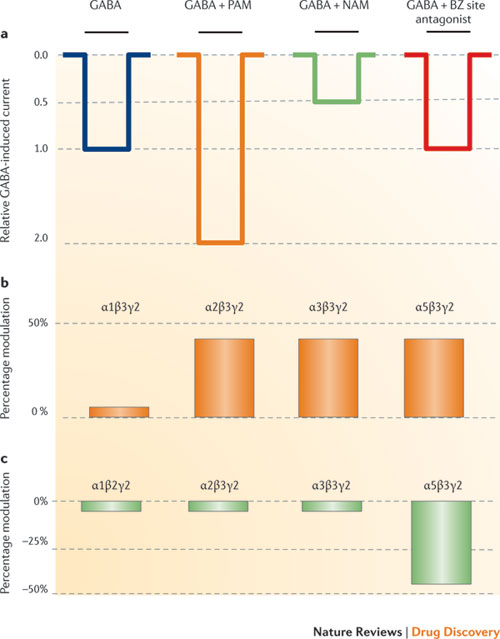 GABA
GABA + PAM
GABA + NAM
GABA + BZ site
antagonist
a
Relative GABA-induced current
0.0
0.5
1.0
2.0
b
Percentage modulation
α1β3γ2
α2β3γ2
α3β3γ2
α5β3γ2
50%
0 %
c
Percentage modulation
α1β2γ2
α2β3γ2
α3β3γ2
α5β3γ2
0%
–25%
–50%
Nature Reviews | Drug Discovery